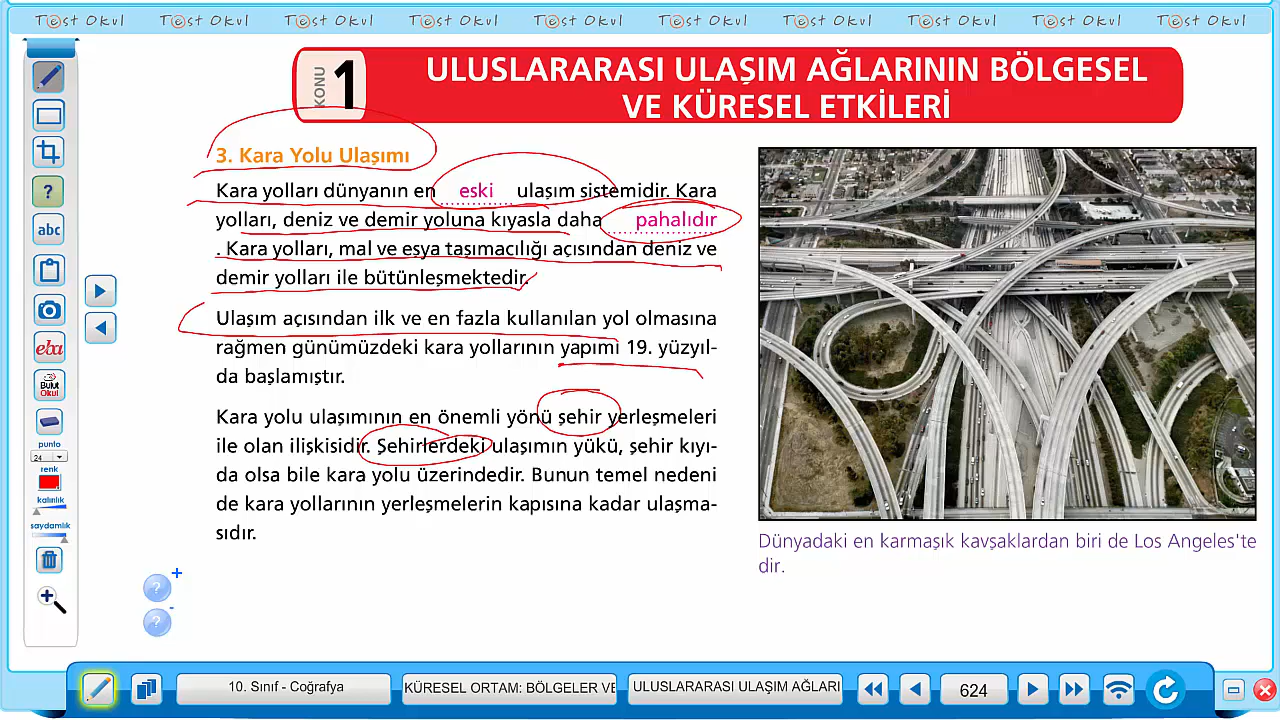 Test Okul Test Okul Test Okul Test Okul Test Okul Test Okul Test Okul Test Okul Test Okul Test Okul
KONU 1
ULUSLARARASI ULAŞIM AĞLARININ BÖLGESEL
VE KÜRESEL ETKİLERİ
3. Kara Yolu Ulaşımı
Kara yolları dünyanın en eski ulaşım sistemidir. Kara
yolları, deniz ve demir yoluna kıyasla daha pahalıdır
. Kara yolları, mal ve eşya taşımacılığı açısından deniz ve
demir yolları ile bütünleşmektedir.
Ulaşım açısından ilk ve en fazla kullanılan yol olmasına
rağmen günümüzdeki kara yollarının yapımı 19. yüzyıl-
da başlamıştır.
Kara yolu ulaşımının en önemli yönü şehir yerleşmeleri
ile olan ilişkisidir. Şehirlerdeki ulaşımın yükü, şehir kıyı-
da olsa bile kara yolu üzerindedir. Bunun temel nedeni
de kara yollarının yerleşmelerin kapısına kadar ulaşma-
sıdır.
Dünyadaki en karmaşık kavşaklardan biri de Los Angeles'te
dir.
?
abc
eba
Bulut
Okul
punto
24
renk
kalınlık
saydamlık
? +
? -
10. Sınıf - Coğrafya
KÜRESEL ORTAM: BÖLGELER VE
ULUSLARARASI ULAŞIM AĞLARI
624